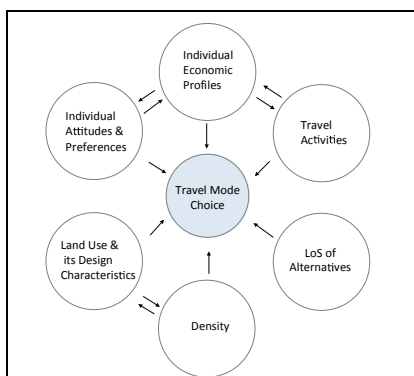 Individual
Economic
Profiles
Individual
Attitudes &
Preferences
Travel
Activities
Travel Mode
Choice
Land Use &
its Design
Characteristics
LoS of
Alternatives
Density